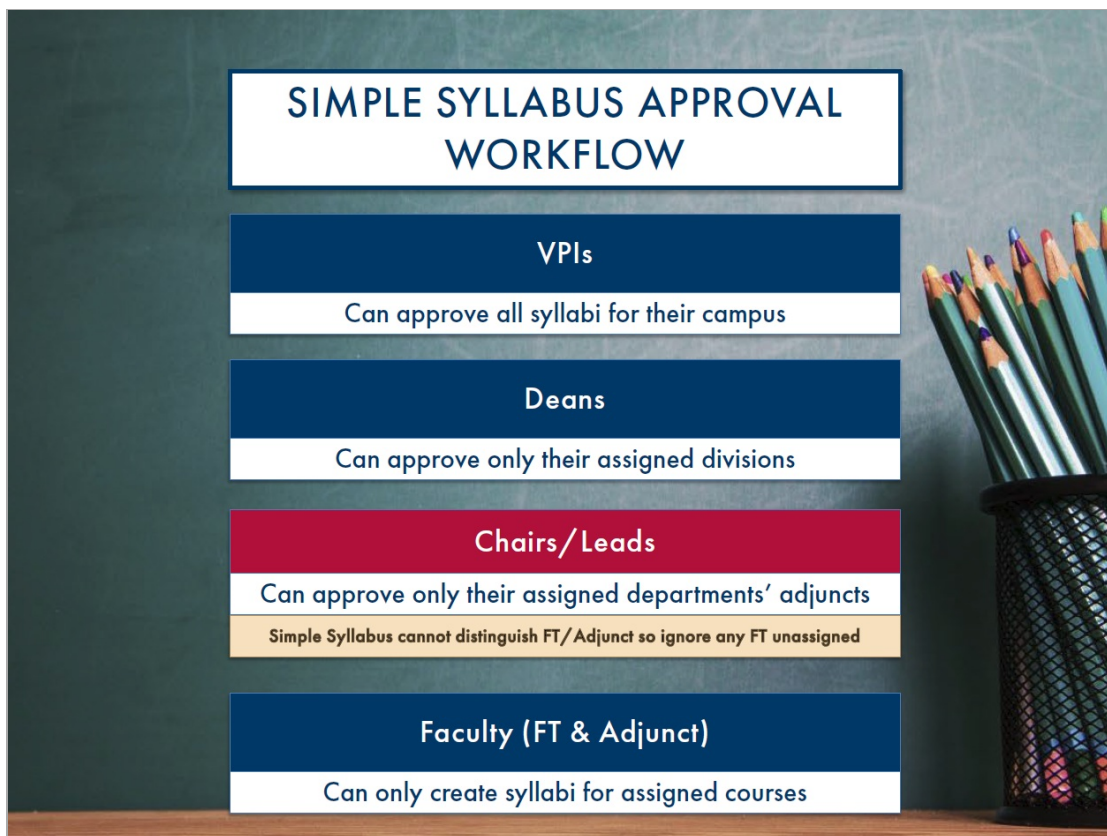 SIMPLE SYLLABUS APPROVAL
WORKFLOW
VPIs
Can approve all syllabi for their campus
Deans
Can approve only their assigned divisions
Chairs/Leads
Can approve only their assigned departments’ adjuncts
Simple Syllabus cannot distinguish FT/Adjunct so ignore any FT unassigned
Faculty (FT & Adjunct)
Can only create syllabi for assigned courses